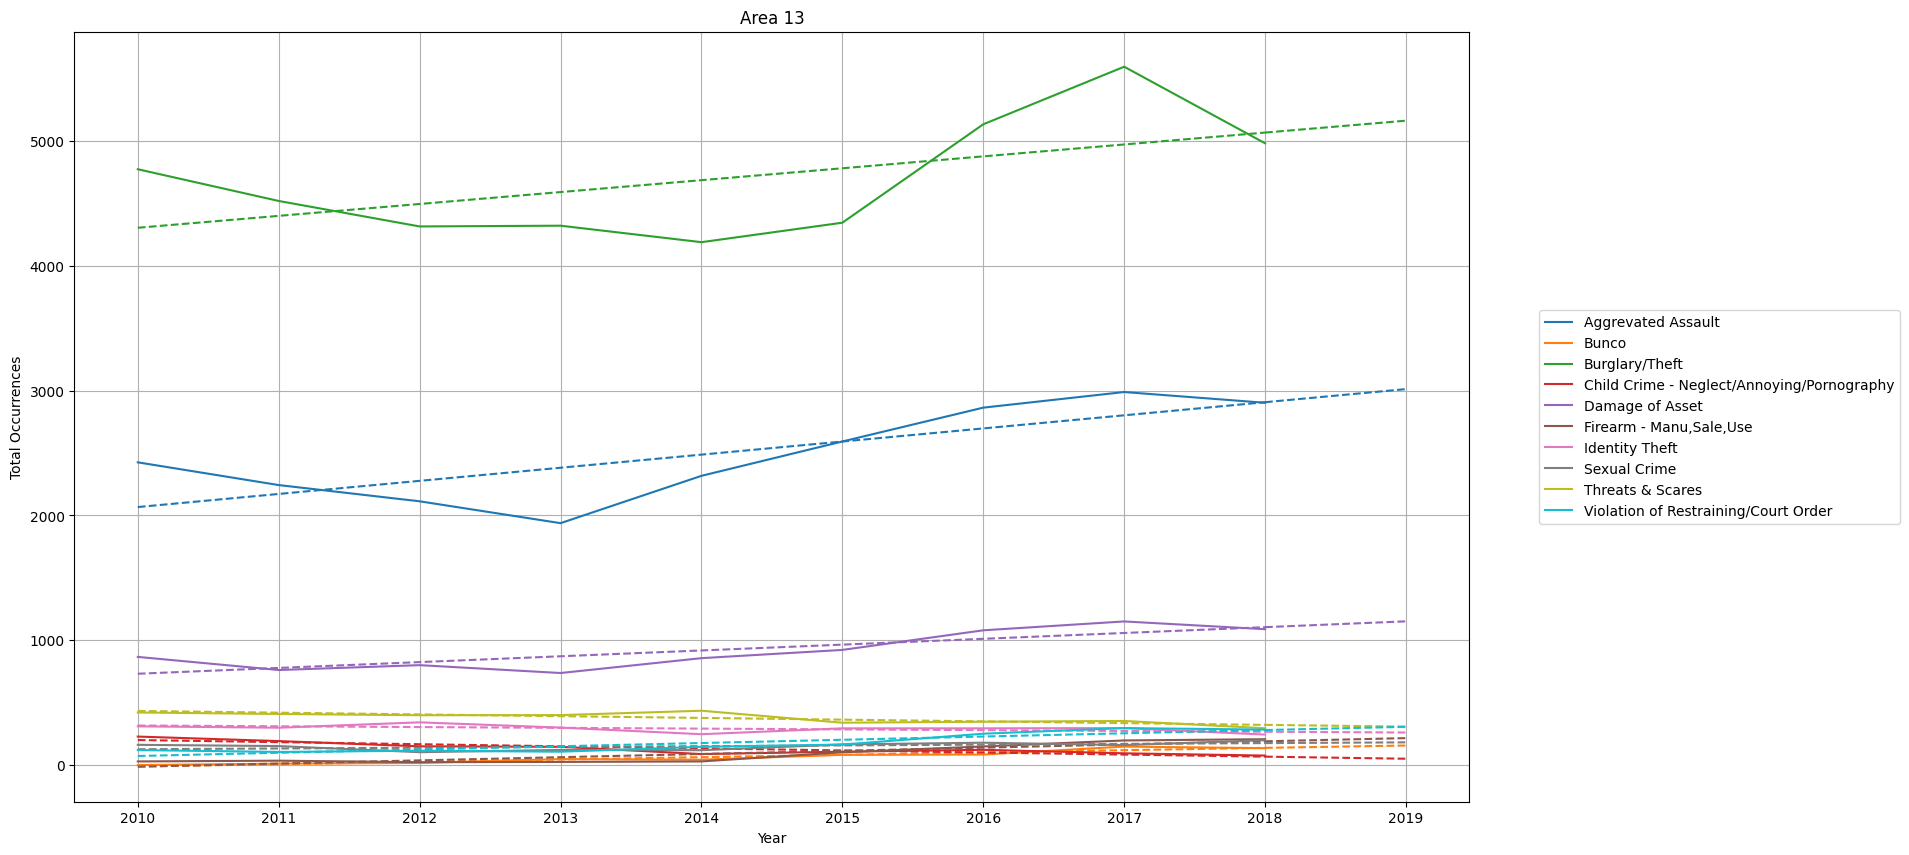 Area 13
Total Occurrences
5000
4000
3000
2000
1000
0
2010 2011 2012 2013 2014 2015 2016 2017 2018 2019
Year
Aggrevated Assault
Bunco
Burglary/Theft
Child Crime - Neglect/Annoying/Pornography
Damage of Asset
Firearm - Manu,Sale,Use
Identity Theft
Sexual Crime
Threats & Scares
Violation of Restraining/Court Order